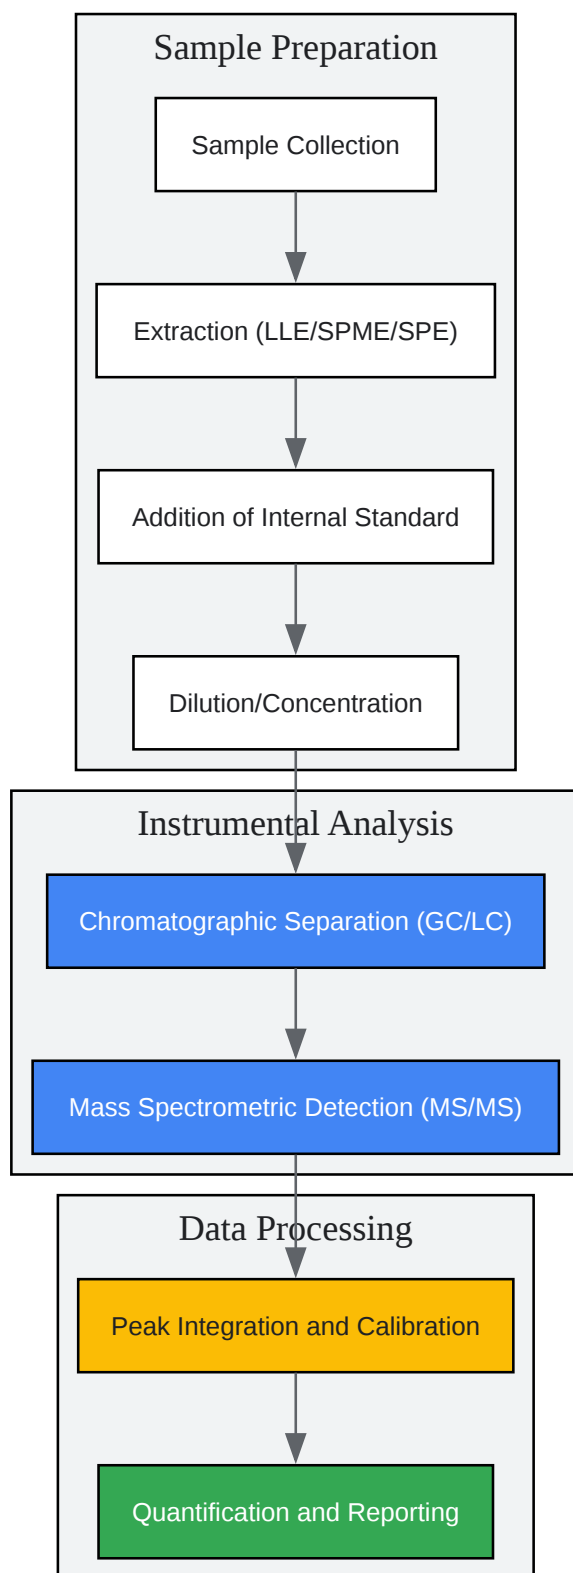 Sample Preparation
Sample Collection
Extraction (LLE/SPME/SPE)
Addition of Internal Standard
Dilution/Concentration
Instrumental Analysis
Chromatographic Separation (GC/LC)
Mass Spectrometric Detection (MS/MS)
Data Processing
Peak Integration and Calibration
Quantification and Reporting